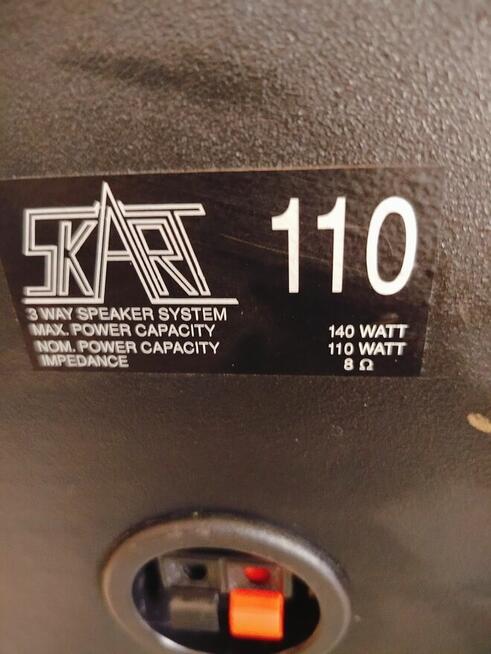 SKART 110
3 WAY SPEAKER SYSTEM
MAX. POWER CAPACITY 140 WATT
NOM. POWER CAPACITY 110 WATT
IMPEDANCE 8 Ω